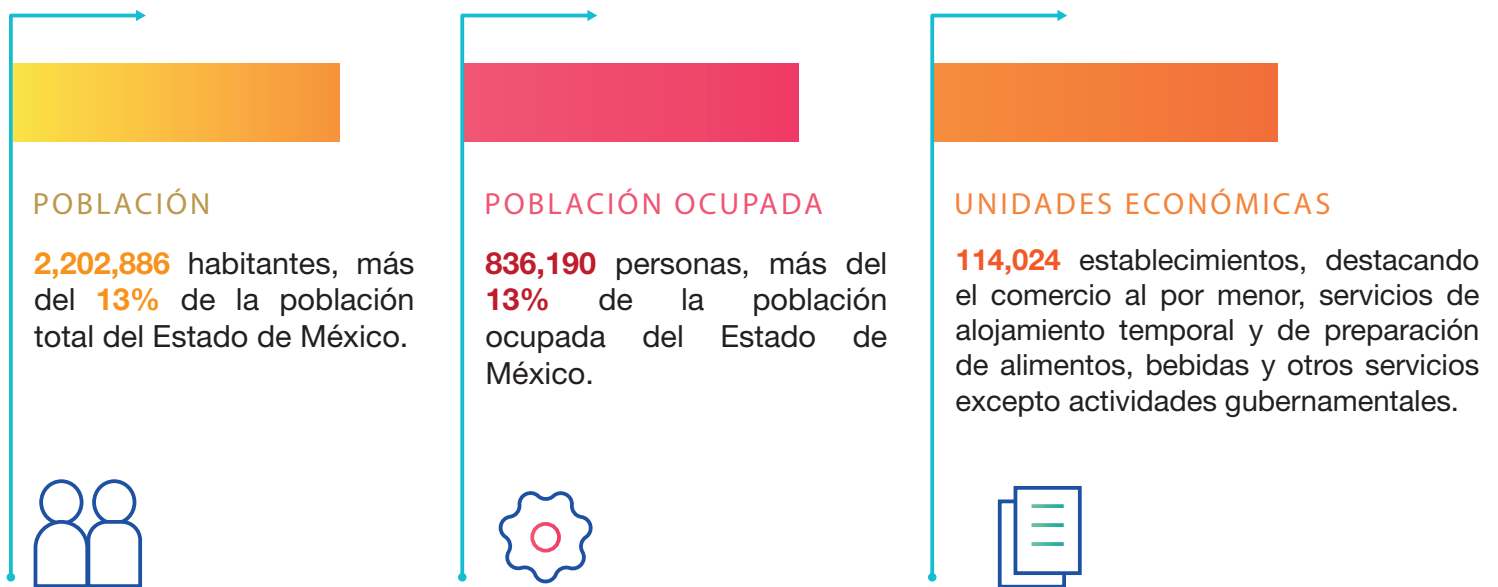 POBLACIÓN
2,202,886 habitantes, más
del 13% de la población
total del Estado de México.
POBLACIÓN OCUPADA
836,190 personas, más del
13% de la población
ocupada del Estado de
México.
UNIDADES ECONÓMICAS
114,024 establecimientos, destacando
el comercio al por menor, servicios de
alojamiento temporal y de preparación
de alimentos, bebidas y otros servicios
excepto actividades gubernamentales.